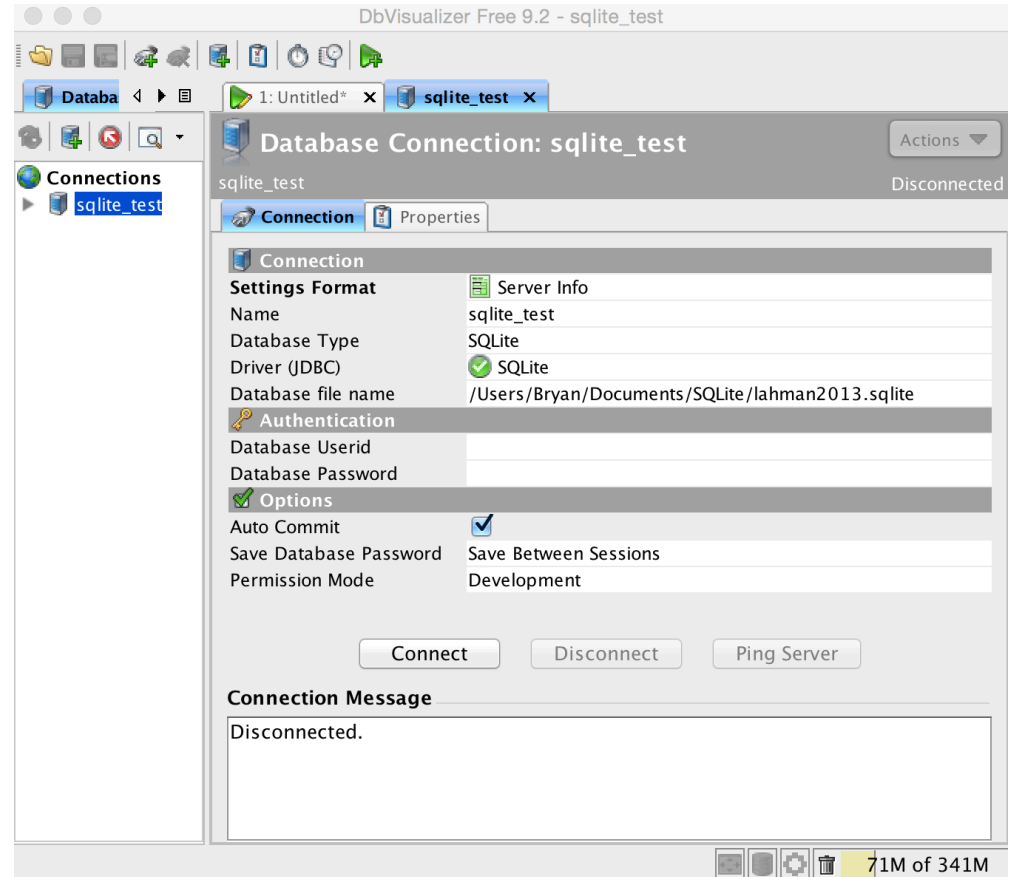 DbVisualizer Free 9.2 - sqlite_test
Databa
1: Untitled*
sqlite_test
Connections
sqlite_test
Database Connection: sqlite_test
Actions
sqlite_test
Disconnected
Connection
Properties
Connection
Settings Format Server Info
Name sqlite_test
Database Type SQLite
Driver (JDBC) SQLite
Database file name /Users/Bryan/Documents/SQLite/lahman2013.sqlite
Authentication
Database Userid
Database Password
Options
Auto Commit
Save Database Password Save Between Sessions
Permission Mode Development
Connect Disconnect Ping Server
Connection Message
Disconnected.
71M of 341M